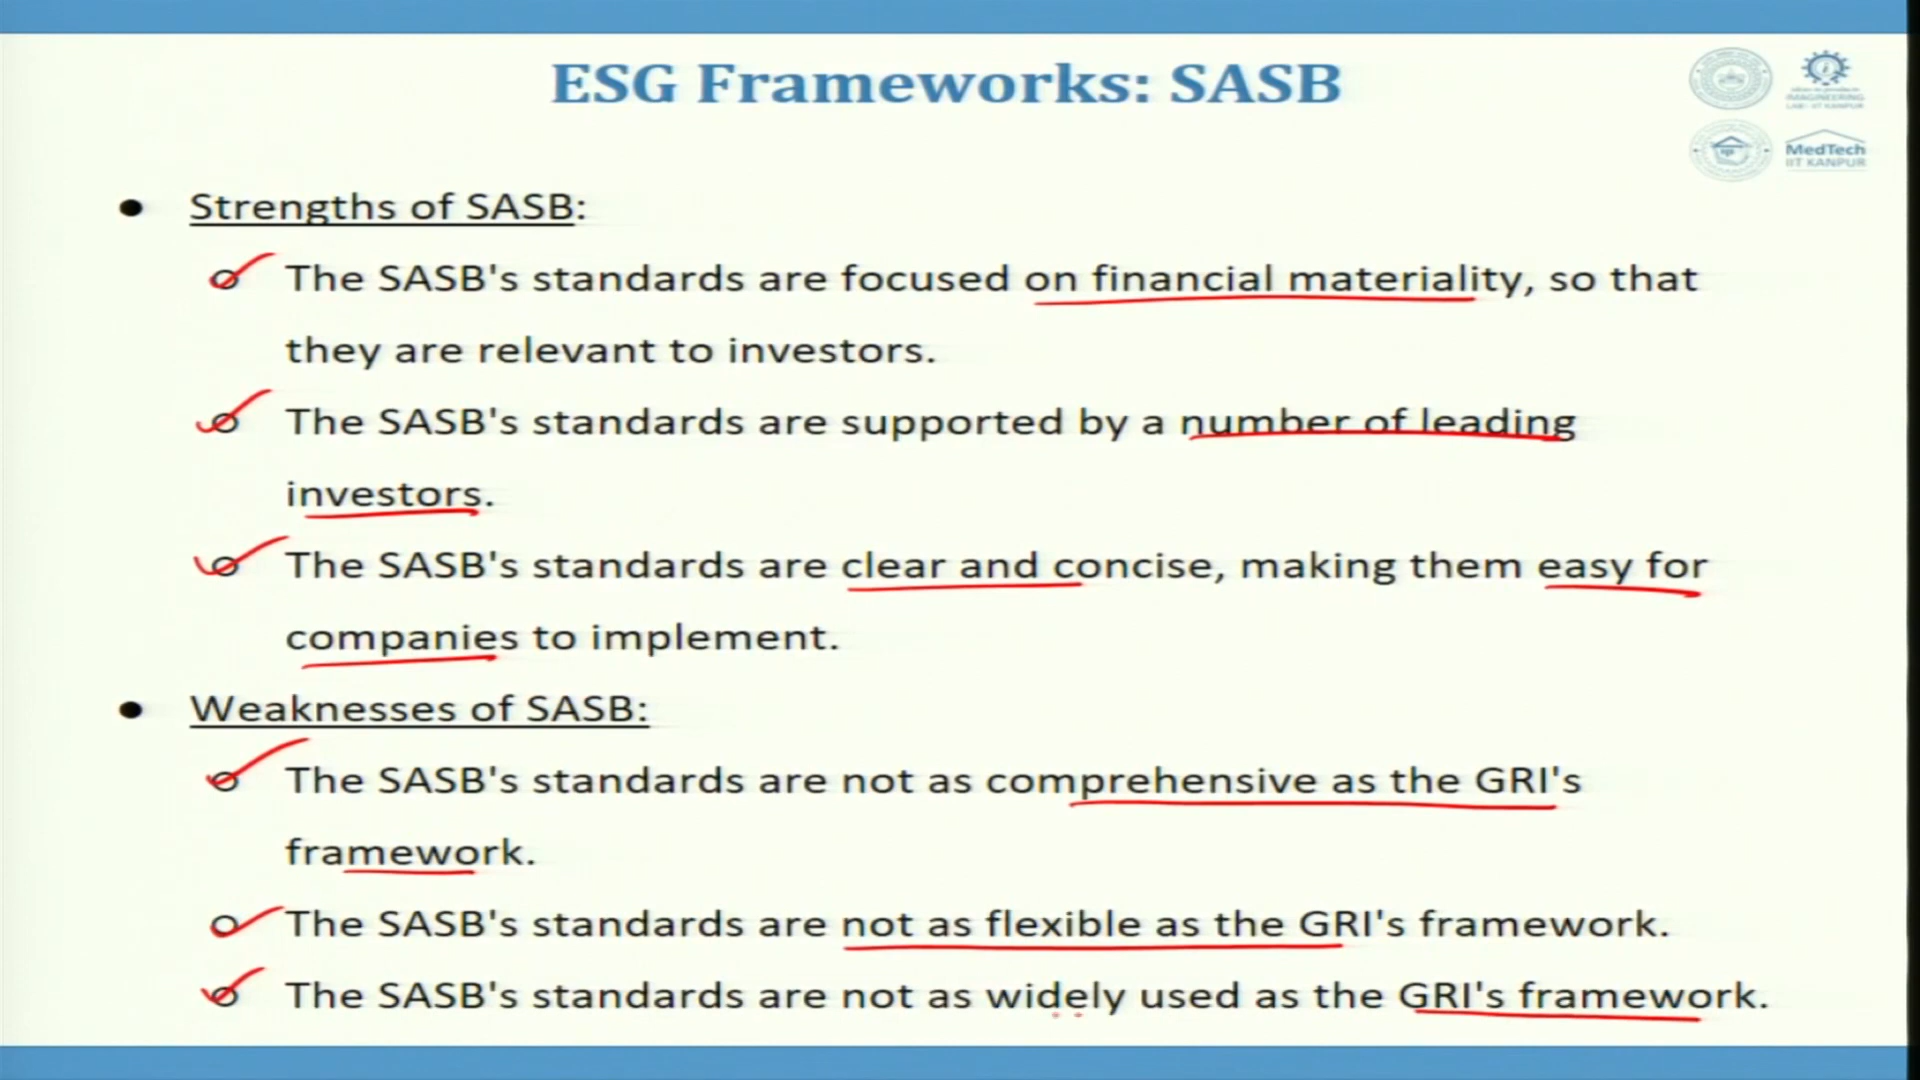 ESG Frameworks: SASB
IMAGINEERING
LAB - IIT KANPUR
MedTech
IIT KANPUR
● Strengths of SASB:
o The SASB's standards are focused on financial materiality, so that
they are relevant to investors.
o The SASB's standards are supported by a number of leading
investors.
o The SASB's standards are clear and concise, making them easy for
companies to implement.
● Weaknesses of SASB:
o The SASB's standards are not as comprehensive as the GRI's
framework.
o The SASB's standards are not as flexible as the GRI's framework.
o The SASB's standards are not as widely used as the GRI's framework.